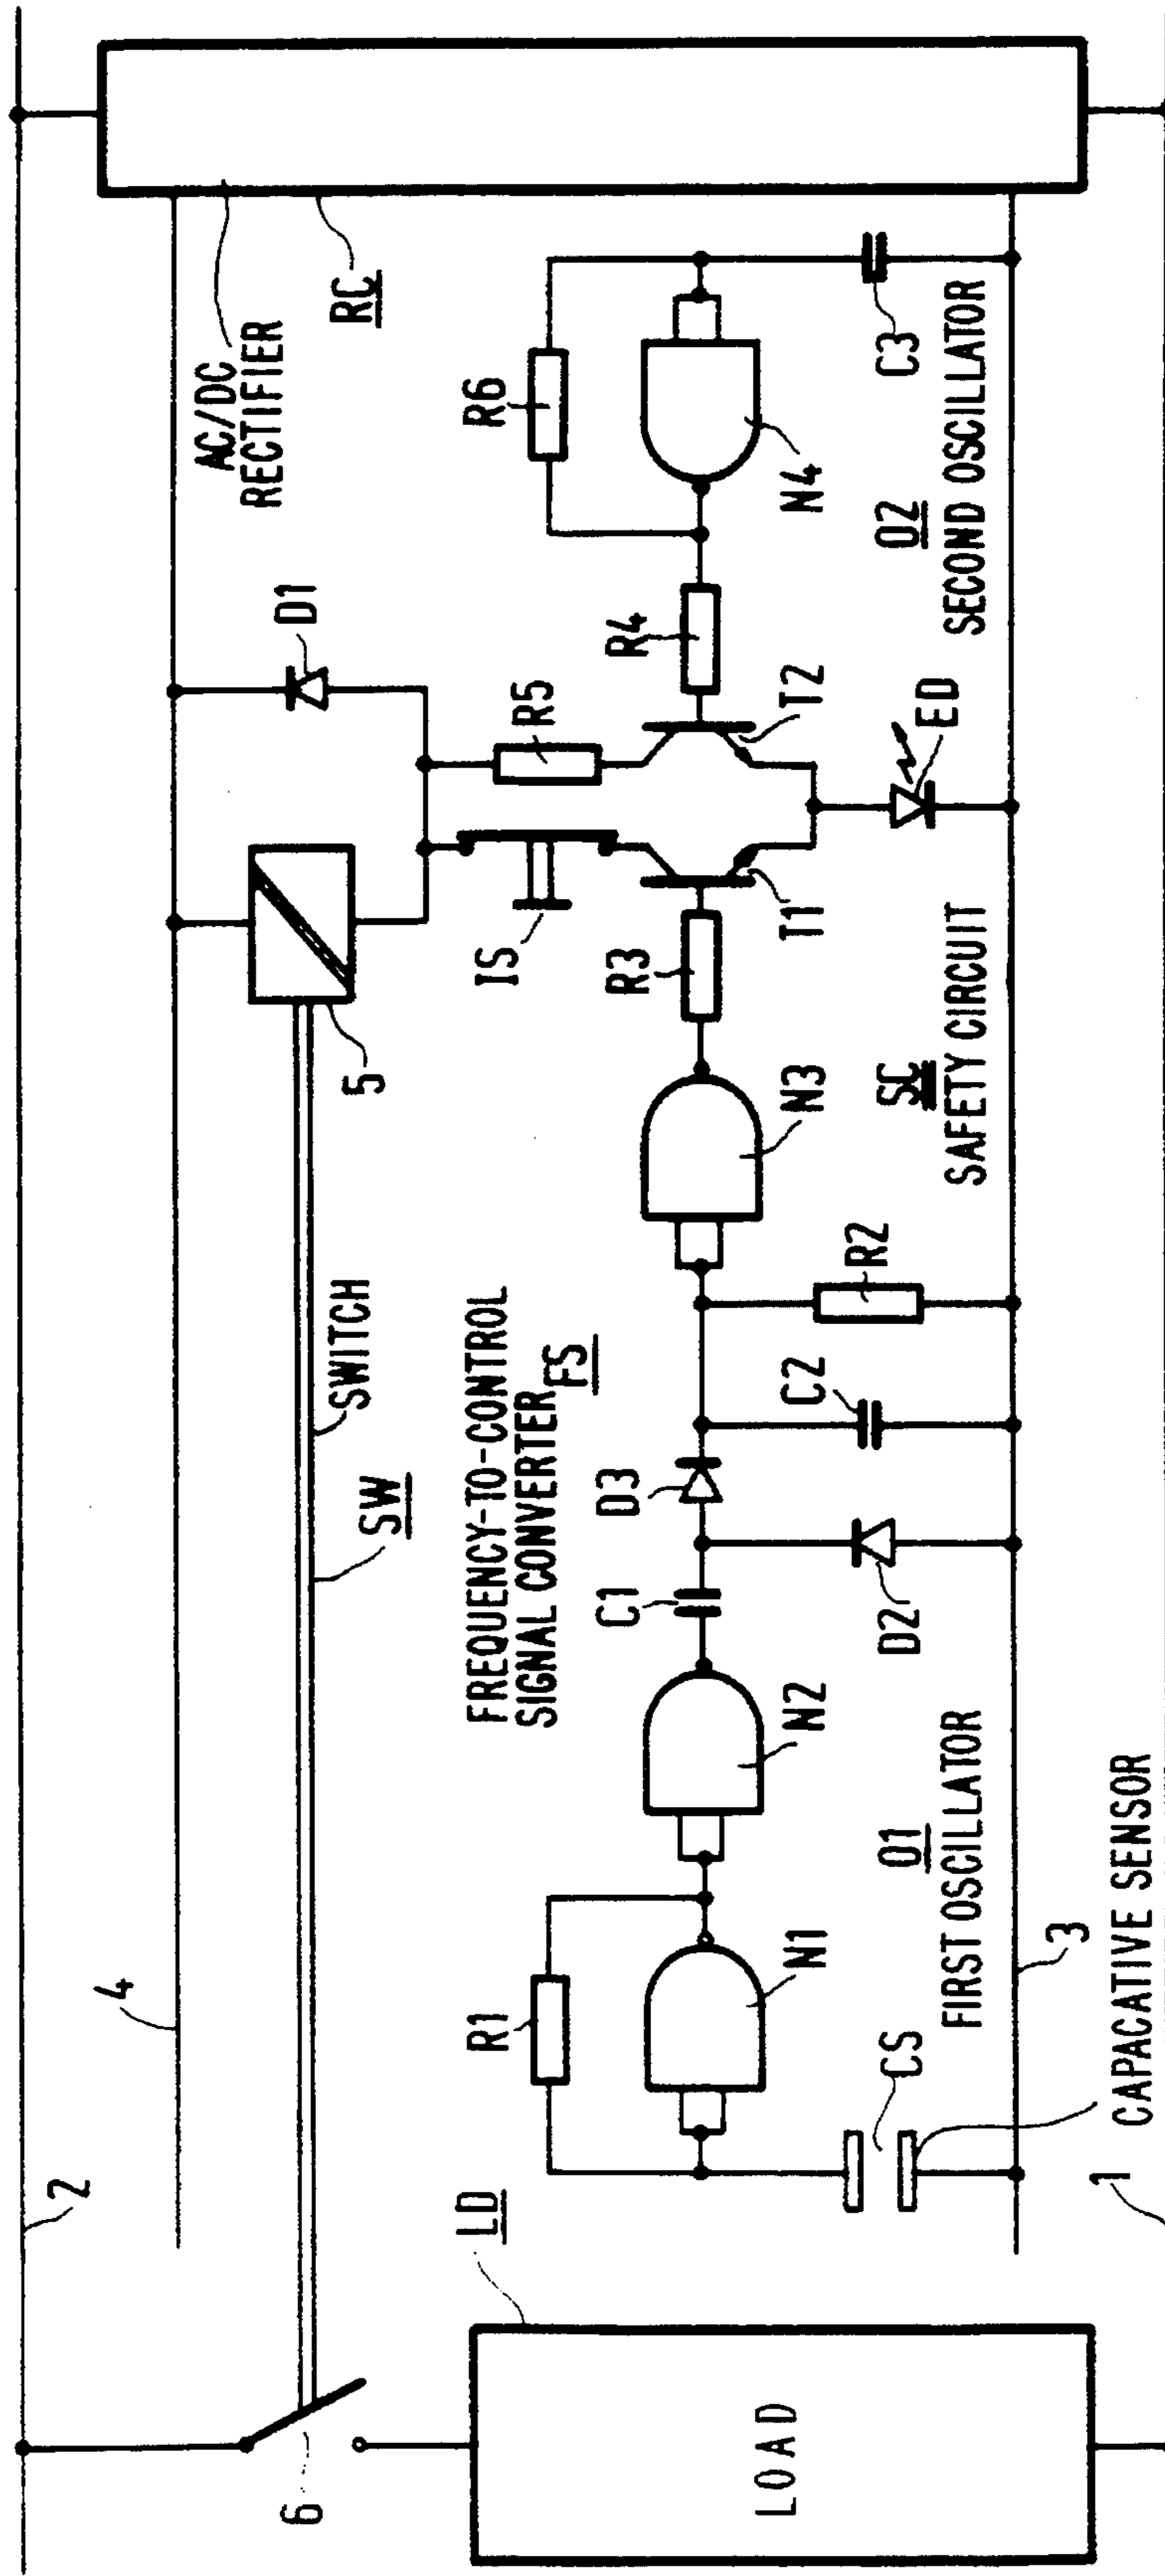 2
4
AC/DC
RECTIFIER
RC
D1
5
SWITCH
SW
6
FREQUENCY-TO-CONTROL
SIGNAL CONVERTER
FS
IS
R5
R6
LD
R1
C1
D3
R3
R4
LOAD
N1
N2
N3
T1
T2
N4
CS
D2
C2
R2
ED
C3
O1
FIRST OSCILLATOR
SC
SAFETY CIRCUIT
O2
SECOND OSCILLATOR
3
1
CAPACATIVE SENSOR